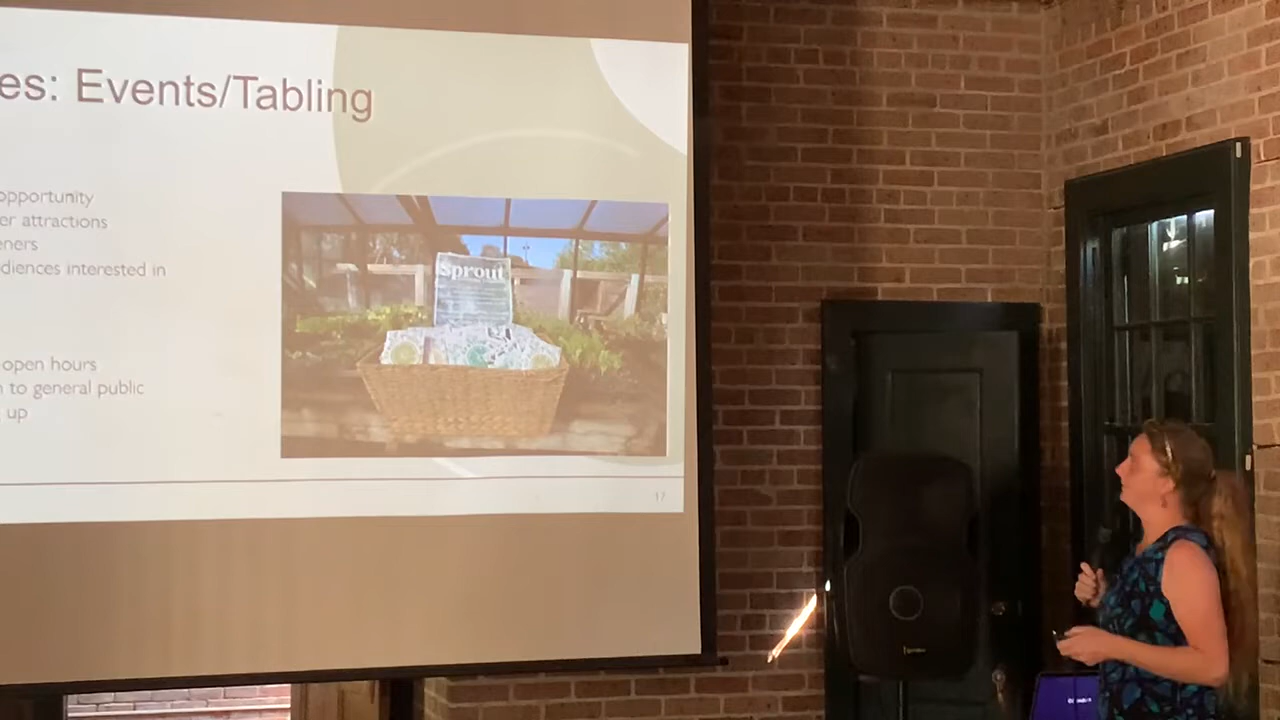 es: Events/Tabling
opportunity
er attractions
eners
diences interested in
open hours
n to general public
up
Sprout
17